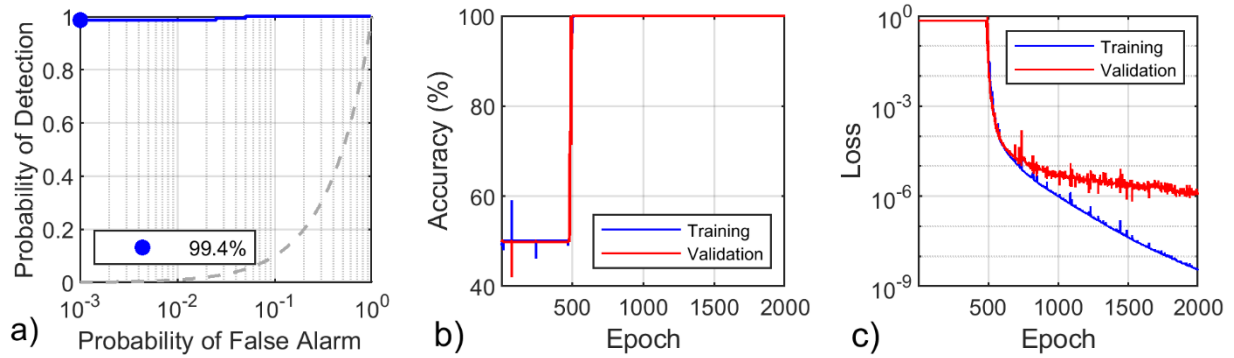 1
0.8
0.6
0.4
0.2
0
Probability of Detection
99.4%
10^-3
10^-2
10^-1
10^0
Probability of False Alarm
a)
100
80
60
40
Accuracy (%)
Training
Validation
0
500
1000
1500
2000
Epoch
b)
10^0
10^-3
10^-6
10^-9
Loss
Training
Validation
0
500
1000
1500
2000
Epoch
c)